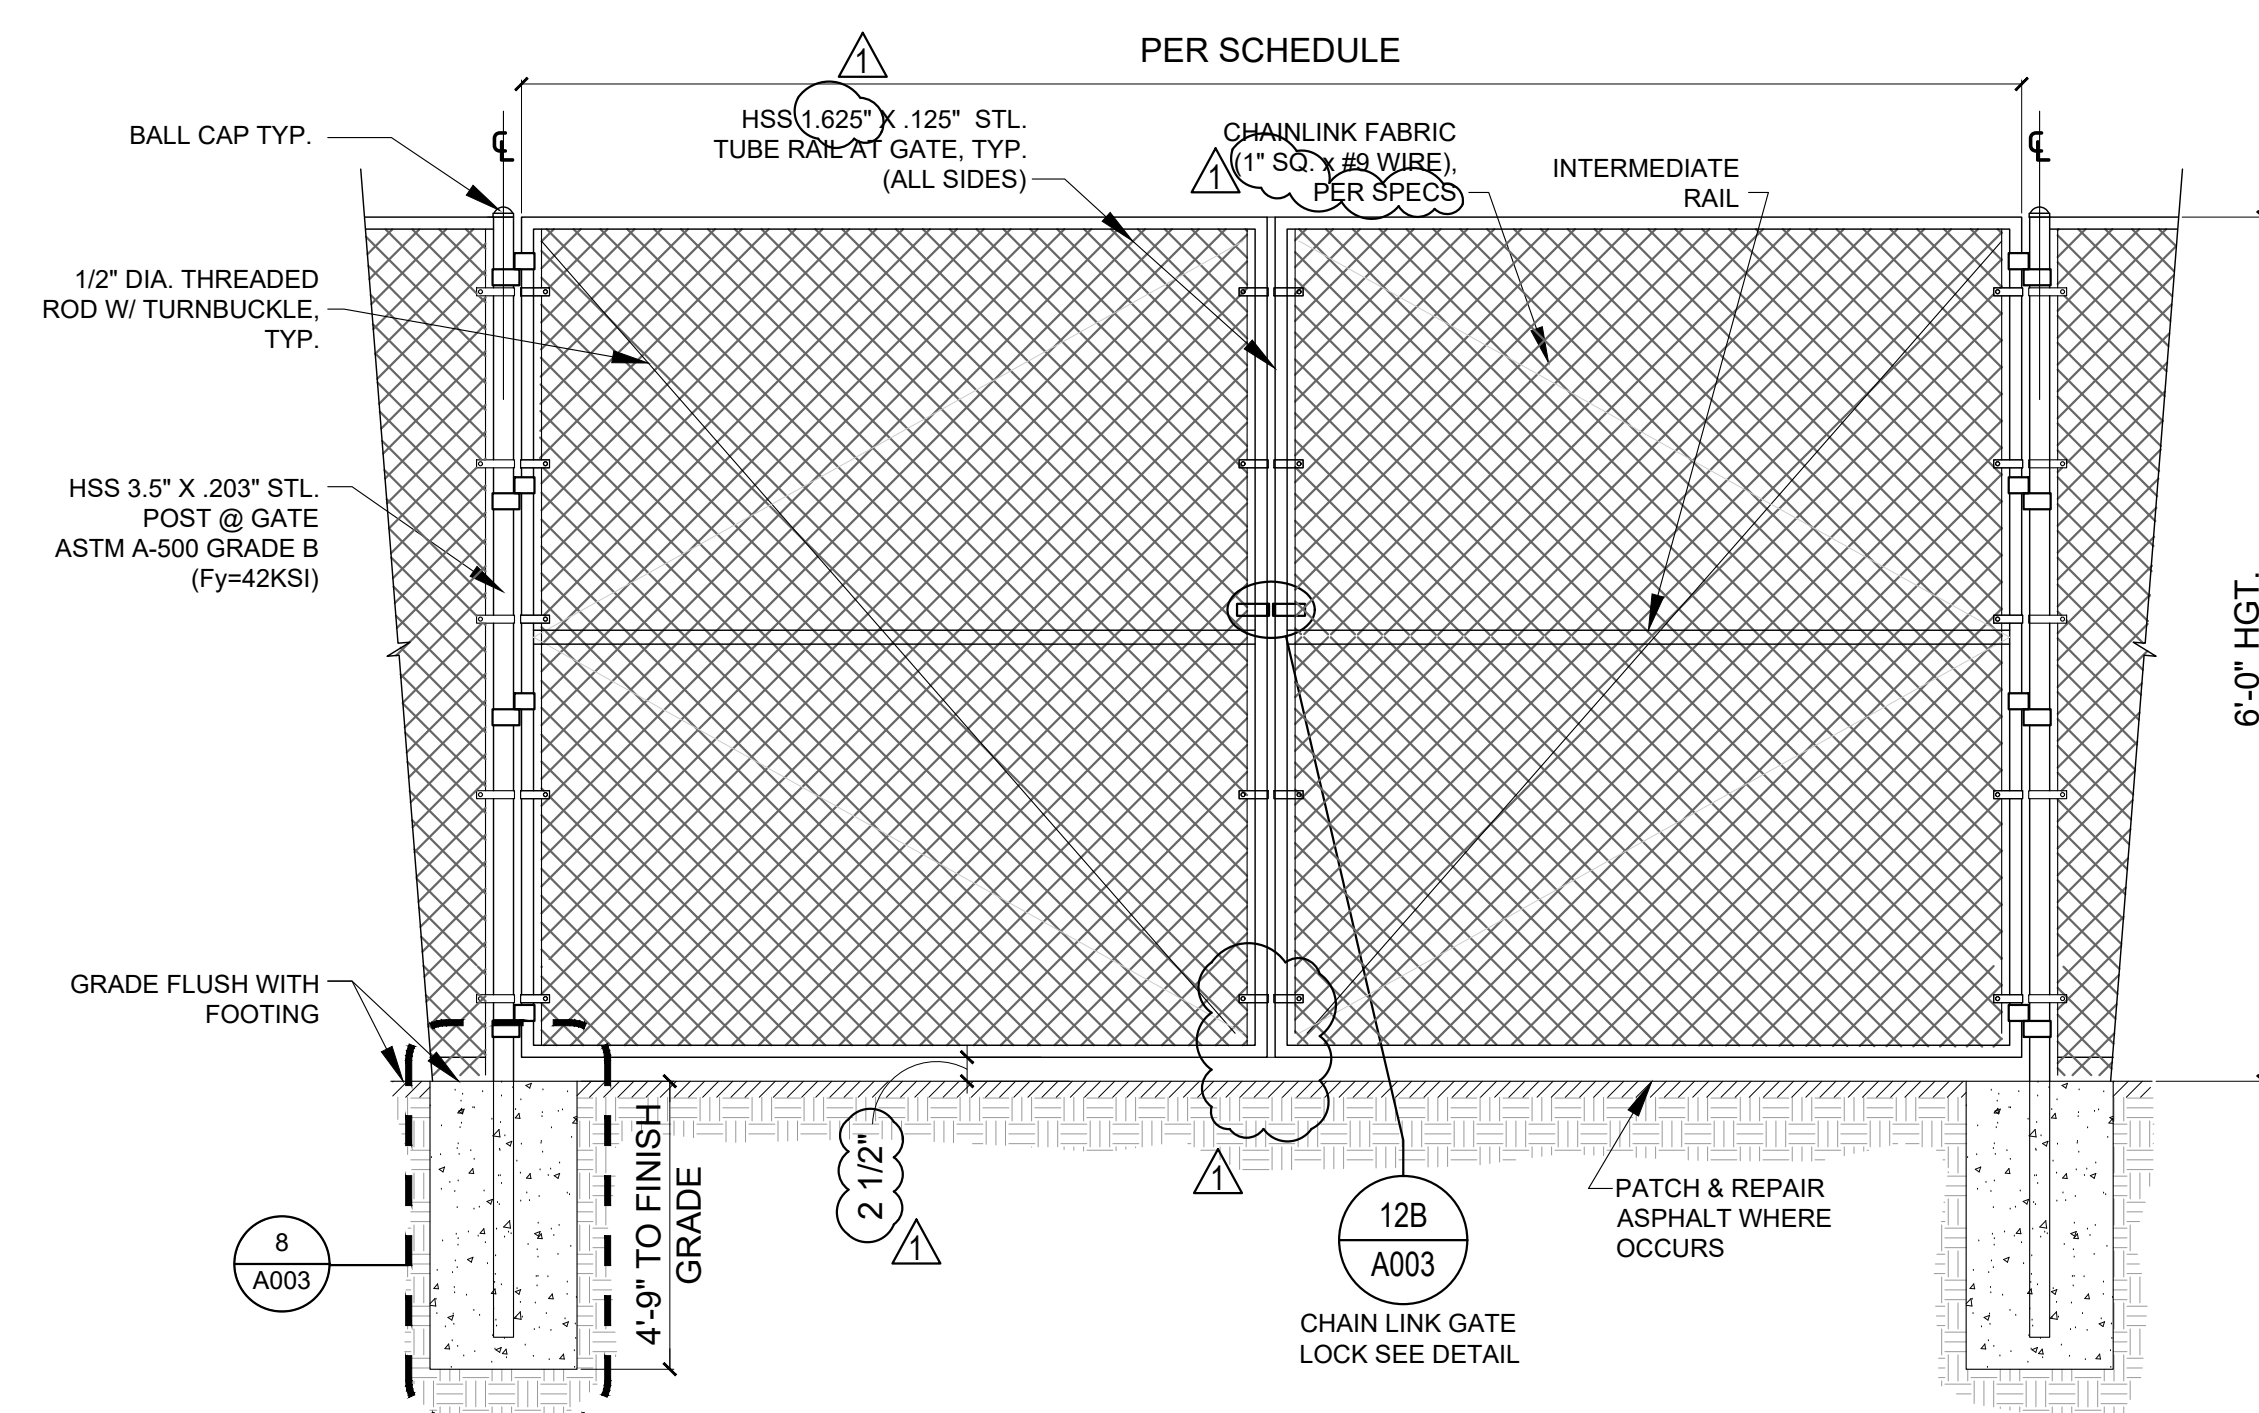 PER SCHEDULE
1
BALL CAP TYP.
℄
HSS 1.625" X .125" STL.
TUBE RAIL AT GATE, TYP.
(ALL SIDES)
1
CHAINLINK FABRIC
(1" SQ. x #9 WIRE),
PER SPECS
INTERMEDIATE
RAIL
℄
1/2" DIA. THREADED
ROD W/ TURNBUCKLE,
TYP.
HSS 3.5" X .203" STL.
POST @ GATE
ASTM A-500 GRADE B
(Fy=42KSI)
6'-0" HGT.
GRADE FLUSH WITH
FOOTING
4'-9" TO FINISH
GRADE
2 1/2"
1
1
8
A003
12B
A003
CHAIN LINK GATE
LOCK SEE DETAIL
PATCH & REPAIR
ASPHALT WHERE
OCCURS